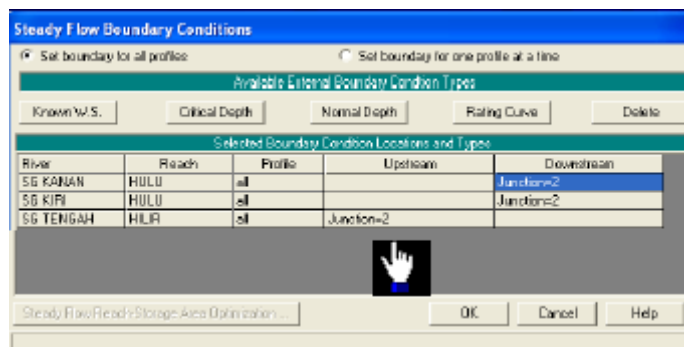 Steady Flow Boundary Conditions
Set boundary for all profiles Set boundary for one profile at a time
Available External Boundary Condtion Types
Known W.S. Critical Depth Normal Depth Rating Curve Delete
Selected Boundary Condition Locations and Types
River Reach Profile Upstream Downstream
SG KANAN HULU all Junction=2
SG KIRI HULU all Junction=2
SG TENGAH HILIR all Junction=2
Steady Flow Reach-Storage Area Optimization ... OK Cancel Help